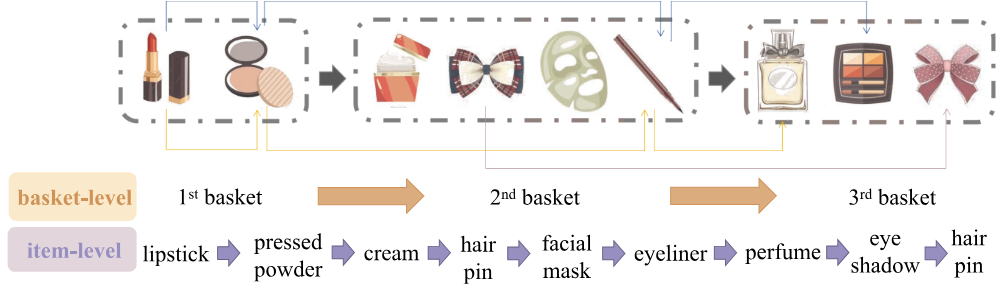 basket-level
1st basket
2nd basket
3rd basket
item-level
lipstick
pressed
powder
cream
hair
pin
facial
mask
eyeliner
perfume
eye
shadow
hair
pin